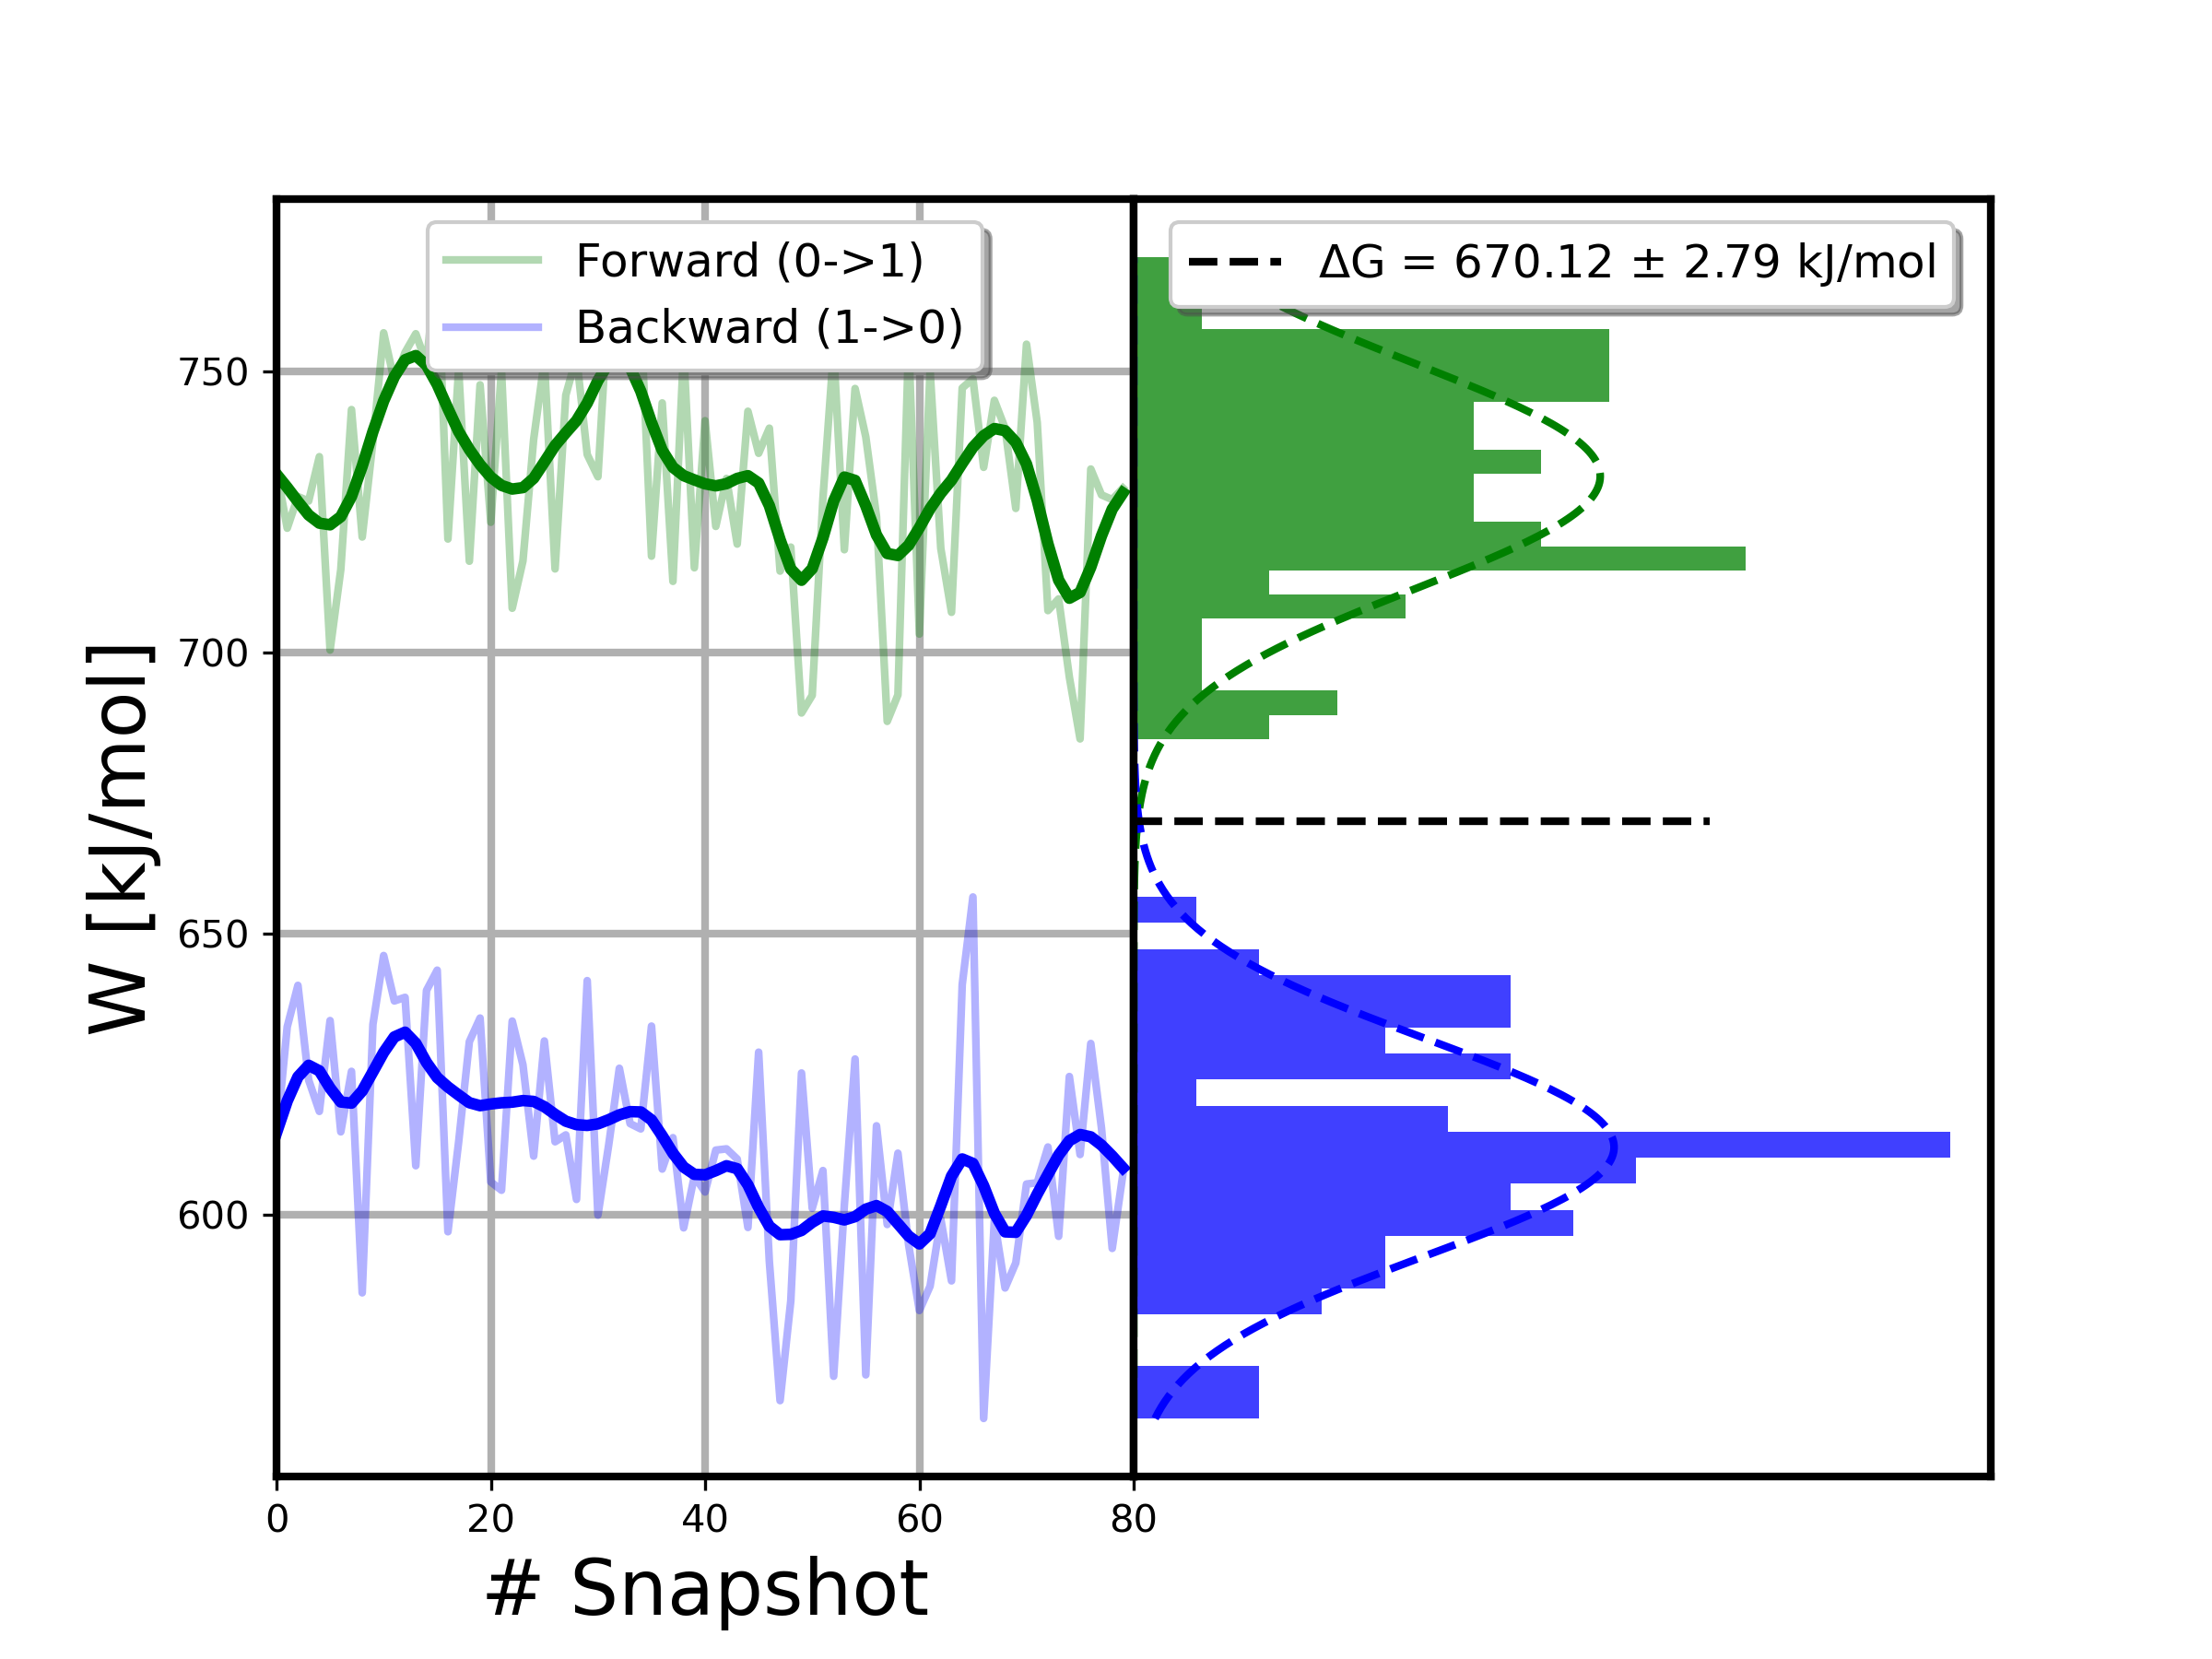 Forward (0->1)
Backward (1->0)
ΔG = 670.12 ± 2.79 kJ/mol
W [kJ/mol]
750
700
650
600
0 20 40 60 80
# Snapshot